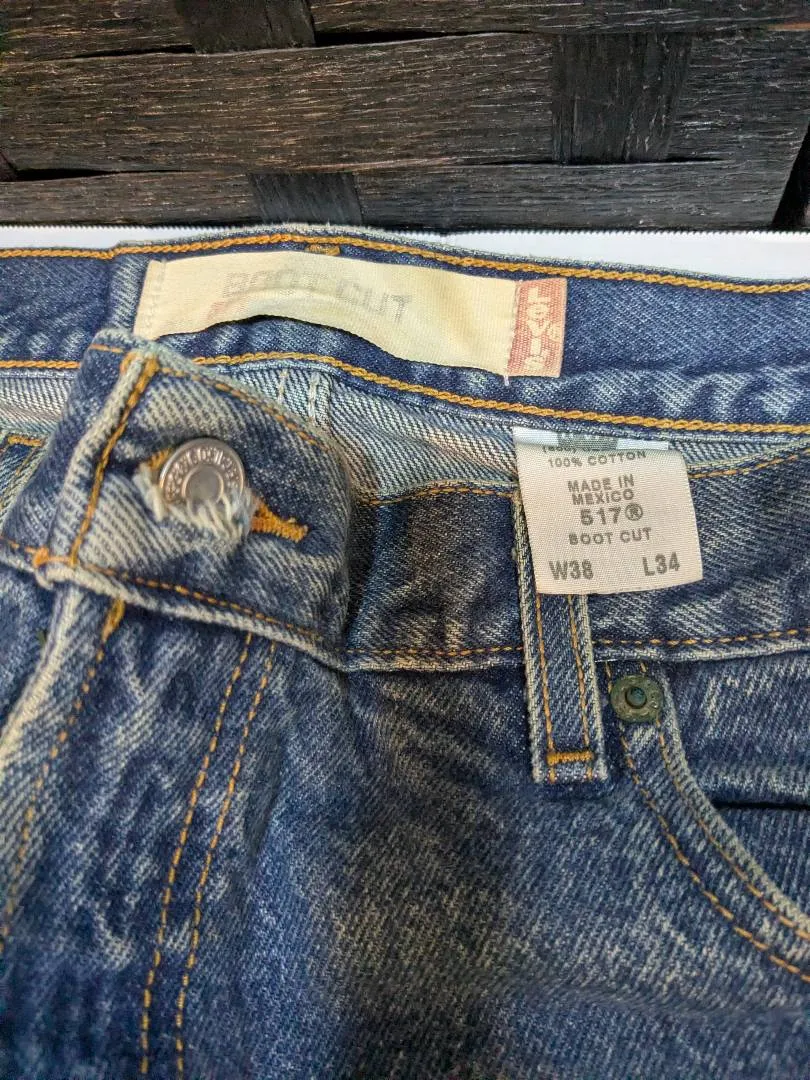 BOOT CUT
Levi's
100% COTTON
MADE IN
MEXICO
517®
BOOT CUT
W38 L34